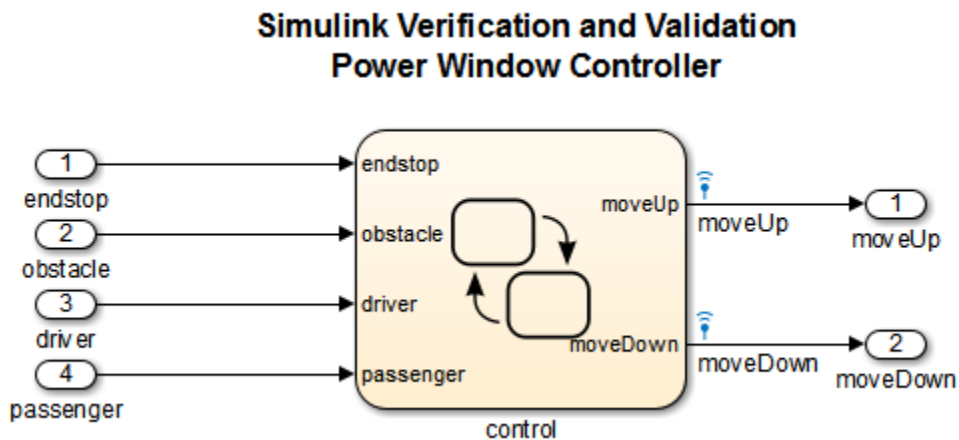 Simulink Verification and Validation
Power Window Controller
1
endstop
2
obstacle
3
driver
4
passenger
endstop
obstacle
driver
passenger
moveUp
moveDown
control
moveUp
moveDown
1
moveUp
2
moveDown